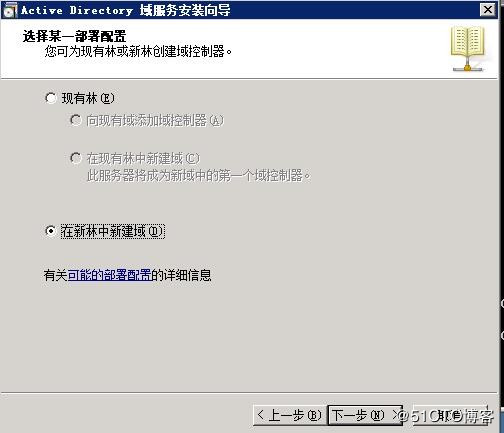 Active Directory 域服务安装向导
选择某一部署配置
您可为现有林或新林创建域控制器。
现有林(E)
向现有域添加域控制器(A)
在现有林中新建域(C)
此服务器将成为新域中的第一个域控制器。
在新林中新建域(D)
有关可能的部署配置的详细信息
< 上一步(B) 下一步(N) >
@51CTO博客